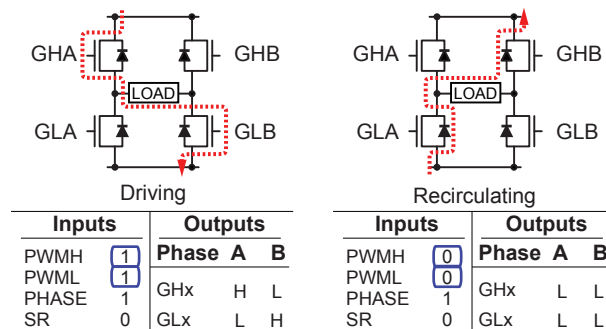 GHA GHB
LOAD
GLA GLB
Driving
Inputs Outputs
PWMH 1 Phase A B
PWML 1
PHASE 1 GHx H L
SR 0 GLx L H
GHA GHB
LOAD
GLA GLB
Recirculating
Inputs Outputs
PWMH 0 Phase A B
PWML 0
PHASE 1 GHx L L
SR 0 GLx L L